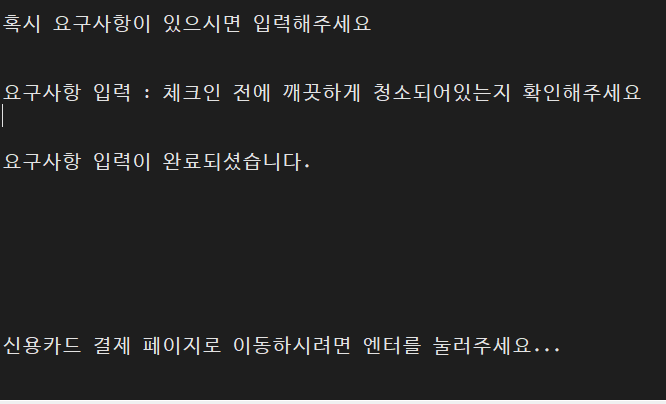 혹시 요구사항이 있으시면 입력해주세요
요구사항 입력 : 체크인 전에 깨끗하게 청소되어있는지 확인해주세요
요구사항 입력이 완료되셨습니다.
신용카드 결제 페이지로 이동하시려면 엔터를 눌러주세요...